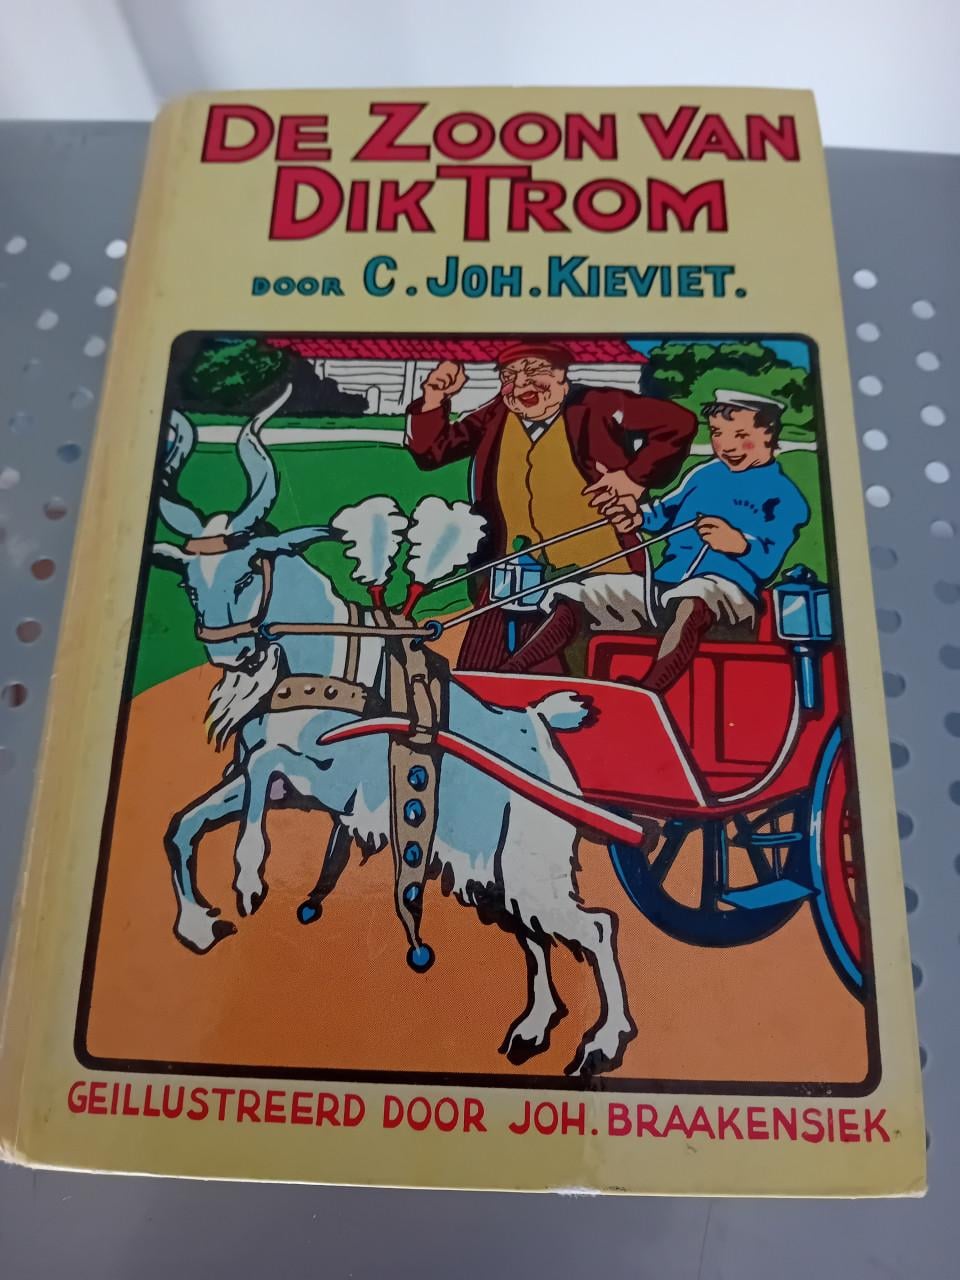 DE ZOON VAN
DIK TROM
DOOR C. JOH. KIEVIET.
GEILLUSTREERD DOOR JOH. BRAAKENSIEK